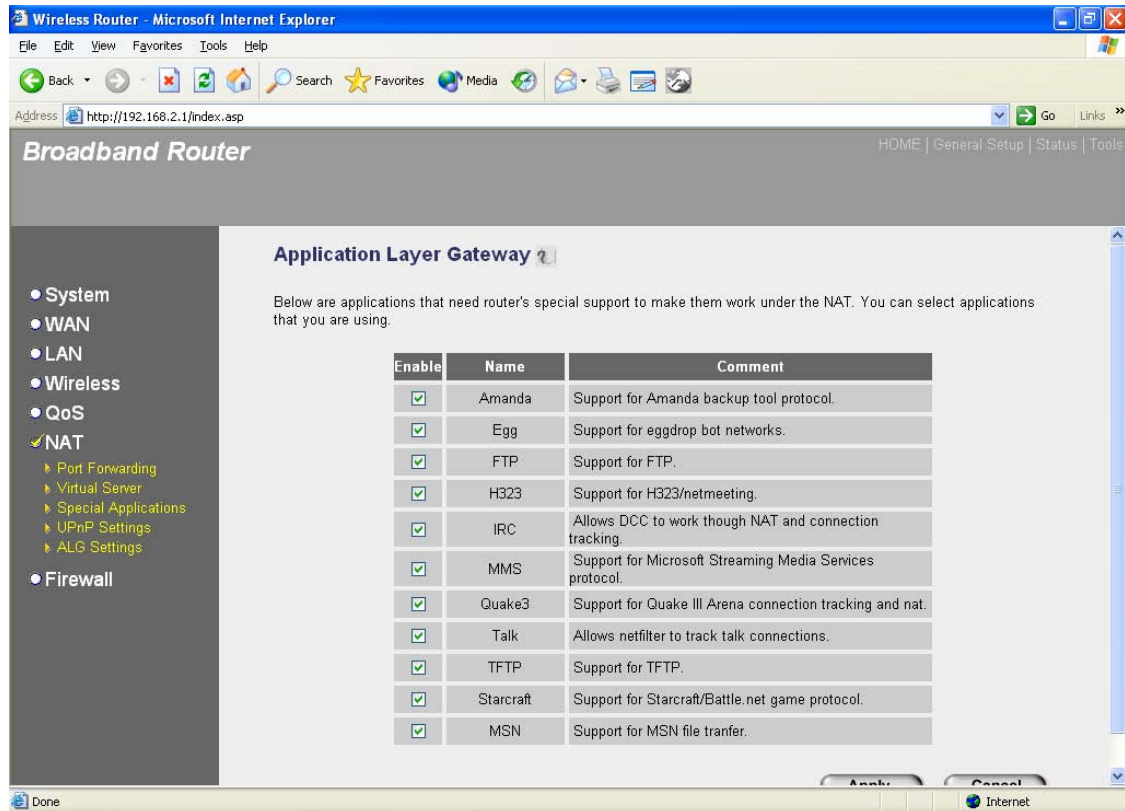 Wireless Router - Microsoft Internet Explorer
File Edit View Favorites Tools Help
Back Search Favorites Media
Address http://192.168.2.1/index.asp Go Links »
Broadband Router
HOME | General Setup | Status | Tools
System
WAN
LAN
Wireless
QoS
NAT
Port Forwarding
Virtual Server
Special Applications
UPnP Settings
ALG Settings
Firewall
Application Layer Gateway
Below are applications that need router's special support to make them work under the NAT. You can select applications
that you are using.
Enable Name Comment
Amanda Support for Amanda backup tool protocol.
Egg Support for eggdrop bot networks.
FTP Support for FTP.
H323 Support for H323/netmeeting.
IRC Allows DCC to work though NAT and connection
tracking.
MMS Support for Microsoft Streaming Media Services
protocol.
Quake3 Support for Quake III Arena connection tracking and nat.
Talk Allows netfilter to track talk connections.
TFTP Support for TFTP.
Starcraft Support for Starcraft/Battle.net game protocol.
MSN Support for MSN file tranfer.
Apply Cancel
Done Internet